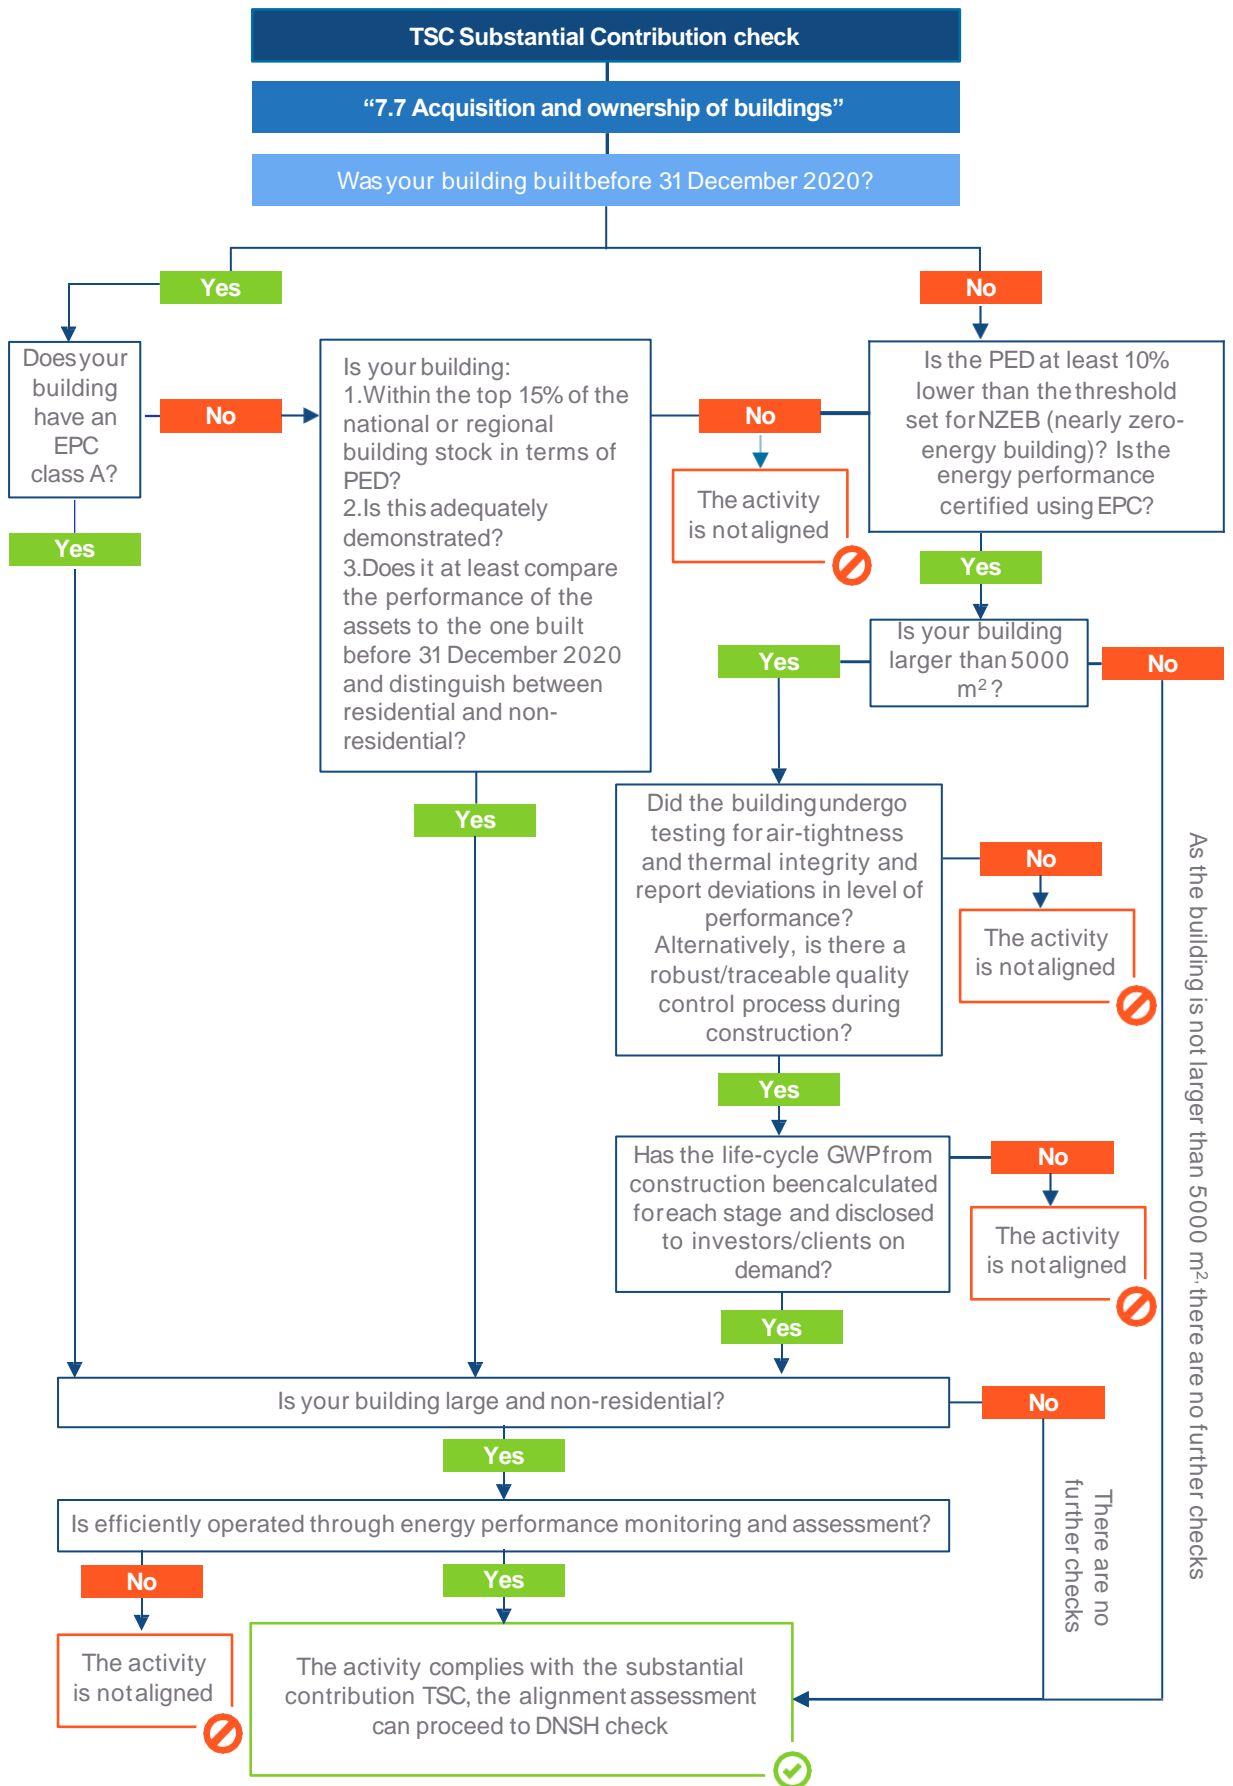 TSC Substantial Contribution check
“7.7 Acquisition and ownership of buildings”
Was your building built before 31 December 2020?
Yes
No
Does your
building
have an
EPC
class A?
No
Yes
Is your building:
1.Within the top 15% of the
national or regional
building stock in terms of
PED?
2.Is this adequately
demonstrated?
3.Does it at least compare
the performance of the
assets to the one built
before 31 December 2020
and distinguish between
residential and non-
residential?
Yes
No
The activity
is not aligned
Is the PED at least 10%
lower than the threshold
set for NZEB (nearly zero-
energy building)? Is the
energy performance
certified using EPC?
Yes
Is your building
larger than 5000
m²?
Yes
No
Did the building undergo
testing for air-tightness
and thermal integrity and
report deviations in level of
performance?
Alternatively, is there a
robust/traceable quality
control process during
construction?
No
The activity
is not aligned
Yes
Has the life-cycle GWP from
construction been calculated
for each stage and disclosed
to investors/clients on
demand?
No
The activity
is not aligned
Yes
As the building is not larger than 5000 m², there are no further checks
Is your building large and non-residential?
No
There are no
further checks
Yes
Is efficiently operated through energy performance monitoring and assessment?
No
Yes
The activity
is not aligned
The activity complies with the substantial
contribution TSC, the alignment assessment
can proceed to DNSH check